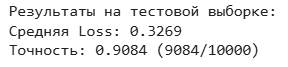 Результаты на тестовой выборке:
Средняя Loss: 0.3269
Точность: 0.9084 (9084/10000)